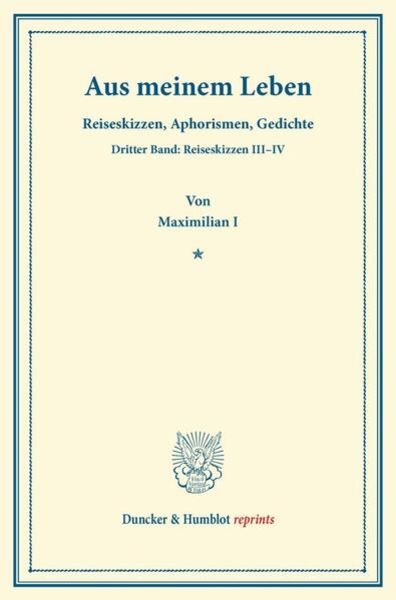 Aus meinem Leben
Reiseskizzen, Aphorismen, Gedichte
Dritter Band: Reiseskizzen III–IV
Von
Maximilian I
Duncker & Humblot reprints